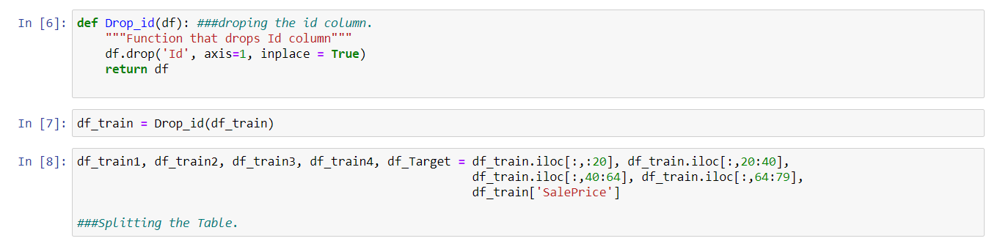 In [6]: def Drop_id(df): ###droping the id column.
"""Function that drops Id column"""
df.drop('Id', axis=1, inplace = True)
return df
In [7]: df_train = Drop_id(df_train)
In [8]: df_train1, df_train2, df_train3, df_train4, df_Target = df_train.iloc[:,:20], df_train.iloc[:,20:40],
df_train.iloc[:,40:64], df_train.iloc[:,64:79],
df_train['SalePrice']
###Splitting the Table.